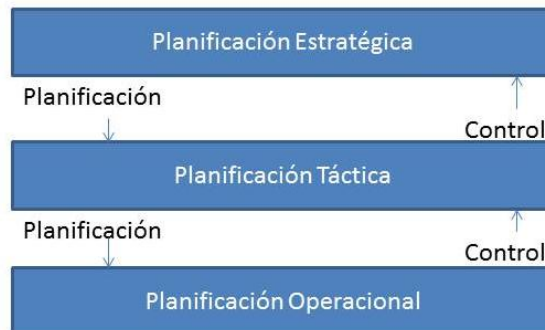 Planificación Estratégica
Planificación
Control
Planificación Táctica
Planificación
Control
Planificación Operacional